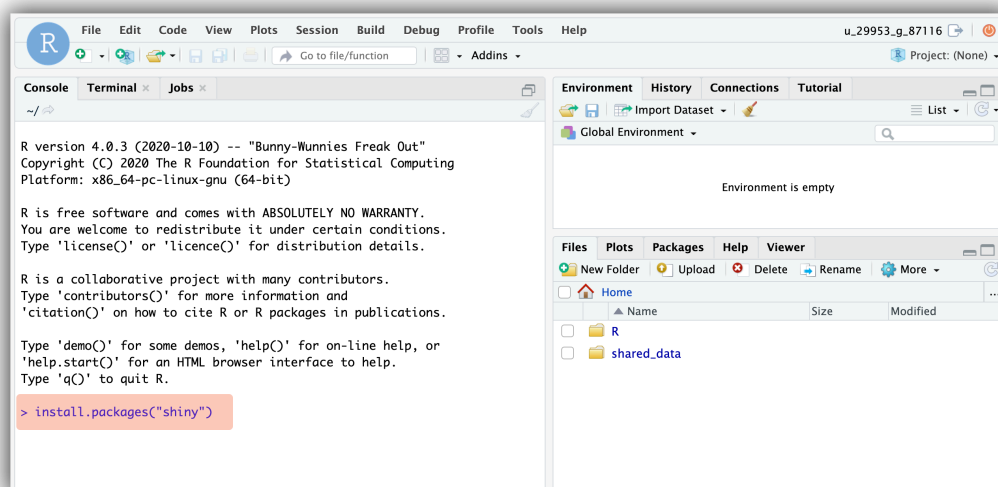 File Edit Code View Plots Session Build Debug Profile Tools Help
u_29953_g_87116
R
Go to file/function
Addins
Project: (None)
Console Terminal Jobs
~/
R version 4.0.3 (2020-10-10) -- "Bunny-Wunnies Freak Out"
Copyright (C) 2020 The R Foundation for Statistical Computing
Platform: x86_64-pc-linux-gnu (64-bit)
R is free software and comes with ABSOLUTELY NO WARRANTY.
You are welcome to redistribute it under certain conditions.
Type 'license()' or 'licence()' for distribution details.
R is a collaborative project with many contributors.
Type 'contributors()' for more information and
'citation()' on how to cite R or R packages in publications.
Type 'demo()' for some demos, 'help()' for on-line help, or
'help.start()' for an HTML browser interface to help.
Type 'q()' to quit R.
> install.packages("shiny")
Environment History Connections Tutorial
Import Dataset
List
Global Environment
Environment is empty
Files Plots Packages Help Viewer
New Folder Upload Delete Rename More
Home
...
Name Size Modified
R
shared_data